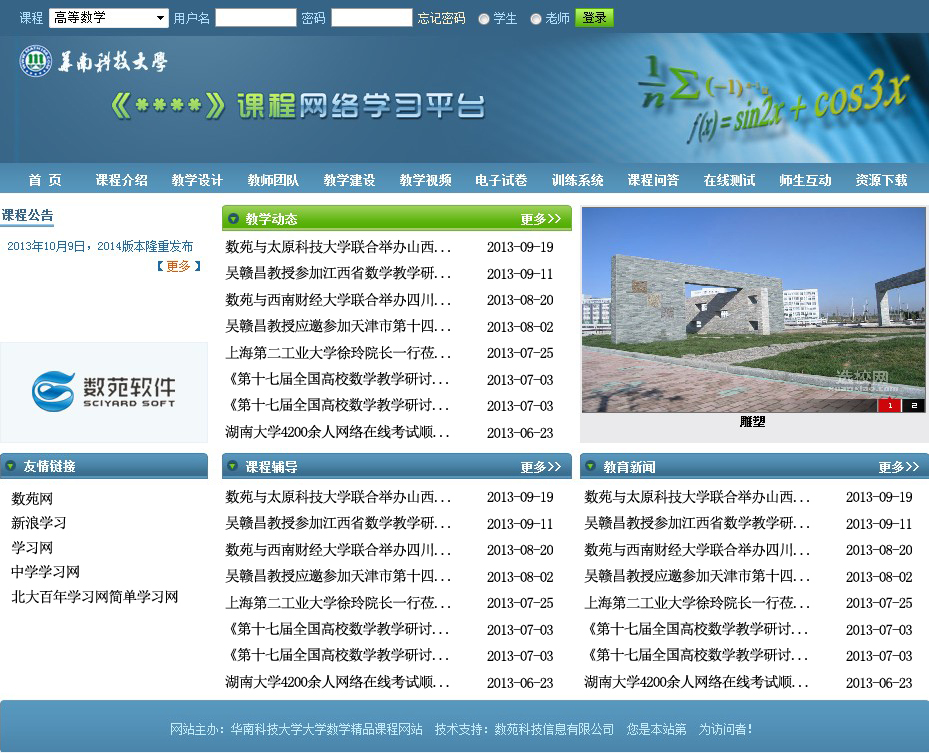 课程 高等数学 用户名 密码 忘记密码 学生 老师 登录
華南科技大學
《****》课程网络学习平台
1/n Σ(-1) f(x)=sin2x+cos3x
首 页 课程介绍 教学设计 教师团队 教学建设 教学视频 电子试卷 训练系统 课程问答 在线测试 师生互动 资源下载
课程公告
2013年10月9日，2014版本隆重发布
【更多】
数苑软件
SCIYARD SOFT
教学动态 更多>>
数苑与太原科技大学联合举办山西... 2013-09-19
吴赣昌教授参加江西省数学教学研... 2013-09-11
数苑与西南财经大学联合举办四川... 2013-08-20
吴赣昌教授应邀参加天津市第十四... 2013-08-02
上海第二工业大学徐玲院长一行莅... 2013-07-25
《第十七届全国高校数学教学研讨... 2013-07-03
《第十七届全国高校数学教学研讨... 2013-07-03
湖南大学4200余人网络在线考试顺... 2013-06-23
选校网
1 2
雕塑
友情链接
数苑网
新浪学习
学习网
中学学习网
北大百年学习网简单学习网
课程辅导 更多>>
数苑与太原科技大学联合举办山西... 2013-09-19
吴赣昌教授参加江西省数学教学研... 2013-09-11
数苑与西南财经大学联合举办四川... 2013-08-20
吴赣昌教授应邀参加天津市第十四... 2013-08-02
上海第二工业大学徐玲院长一行莅... 2013-07-25
《第十七届全国高校数学教学研讨... 2013-07-03
《第十七届全国高校数学教学研讨... 2013-07-03
湖南大学4200余人网络在线考试顺... 2013-06-23
教育新闻 更多>>
数苑与太原科技大学联合举办山西... 2013-09-19
吴赣昌教授参加江西省数学教学研... 2013-09-11
数苑与西南财经大学联合举办四川... 2013-08-20
吴赣昌教授应邀参加天津市第十四... 2013-08-02
上海第二工业大学徐玲院长一行莅... 2013-07-25
《第十七届全国高校数学教学研讨... 2013-07-03
《第十七届全国高校数学教学研讨... 2013-07-03
湖南大学4200余人网络在线考试顺... 2013-06-23
网站主办：华南科技大学大学数学精品课程网站 技术支持：数苑科技信息有限公司 您是本站第 为访问者！